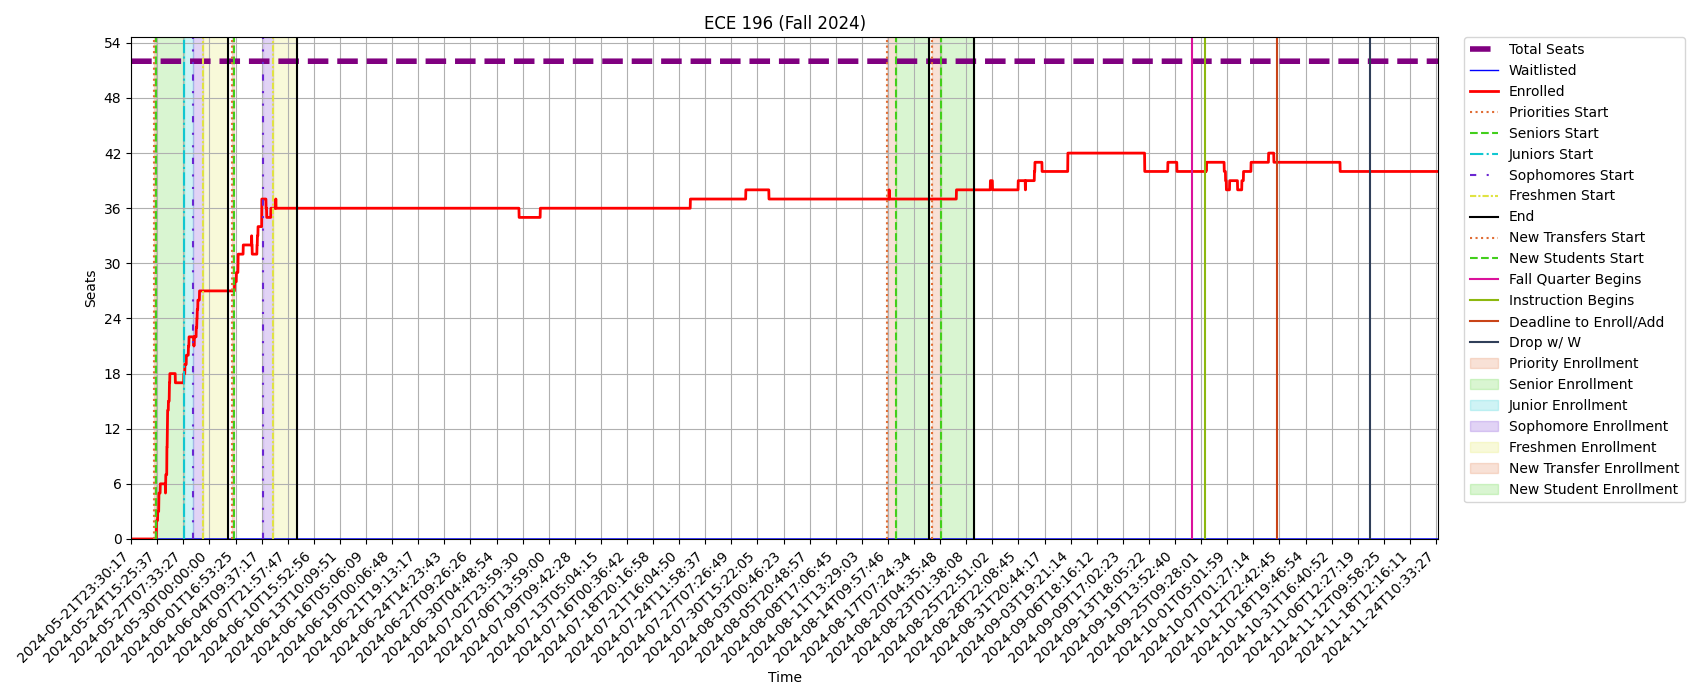 ECE 196 (Fall 2024)
54
48
42
36
30
24
18
12
6
0
Seats
2024-05-21T23:30:17
2024-05-24T15:25:37
2024-05-27T07:33:27
2024-05-30T00:00:00
2024-06-01T16:53:25
2024-06-04T09:37:17
2024-06-07T21:57:47
2024-06-10T15:52:56
2024-06-13T10:09:51
2024-06-16T05:06:09
2024-06-19T00:06:48
2024-06-21T19:13:17
2024-06-24T14:23:43
2024-06-27T09:26:26
2024-06-30T04:48:54
2024-07-02T23:59:30
2024-07-06T13:59:00
2024-07-09T09:42:28
2024-07-13T05:04:15
2024-07-16T00:36:42
2024-07-18T20:16:58
2024-07-21T16:04:50
2024-07-24T11:58:37
2024-07-27T07:26:49
2024-07-30T15:22:05
2024-08-03T00:46:23
2024-08-05T20:48:57
2024-08-08T17:06:45
2024-08-11T13:29:03
2024-08-14T09:57:46
2024-08-17T07:24:34
2024-08-20T04:35:48
2024-08-23T01:38:08
2024-08-25T22:51:02
2024-08-28T22:08:45
2024-08-31T20:44:17
2024-09-03T19:21:14
2024-09-06T18:16:12
2024-09-09T17:02:23
2024-09-13T18:05:22
2024-09-19T13:52:40
2024-09-25T09:28:01
2024-10-01T05:01:59
2024-10-07T01:27:14
2024-10-12T22:42:45
2024-10-18T19:46:54
2024-10-31T16:40:52
2024-11-06T12:27:19
2024-11-12T09:58:25
2024-11-18T12:16:11
2024-11-24T10:33:27
Time
Total Seats
Waitlisted
Enrolled
Priorities Start
Seniors Start
Juniors Start
Sophomores Start
Freshmen Start
End
New Transfers Start
New Students Start
Fall Quarter Begins
Instruction Begins
Deadline to Enroll/Add
Drop w/ W
Priority Enrollment
Senior Enrollment
Junior Enrollment
Sophomore Enrollment
Freshmen Enrollment
New Transfer Enrollment
New Student Enrollment